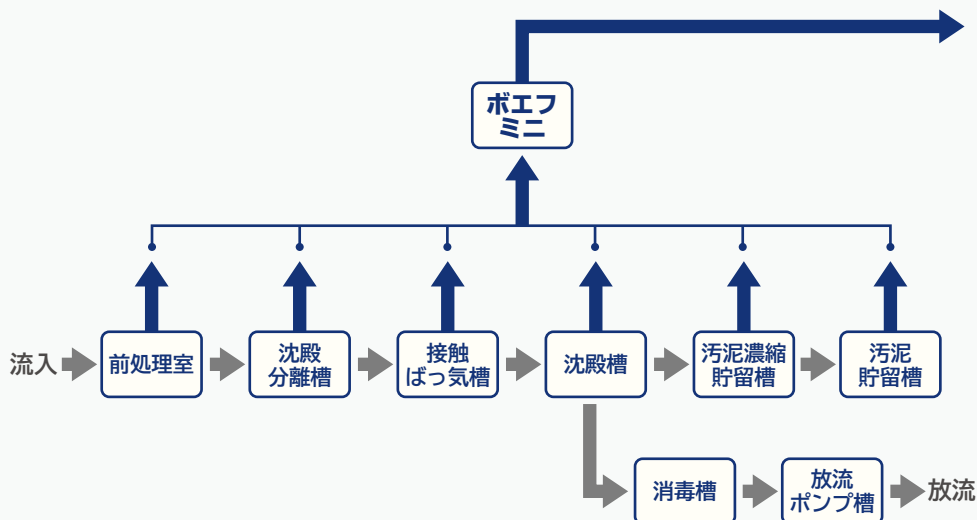 ボエフ
ミニ
流入
前処理室
沈殿
分離槽
接触
ばっ気槽
沈殿槽
汚泥濃縮
貯留槽
汚泥
貯留槽
消毒槽
放流
ポンプ槽
放流